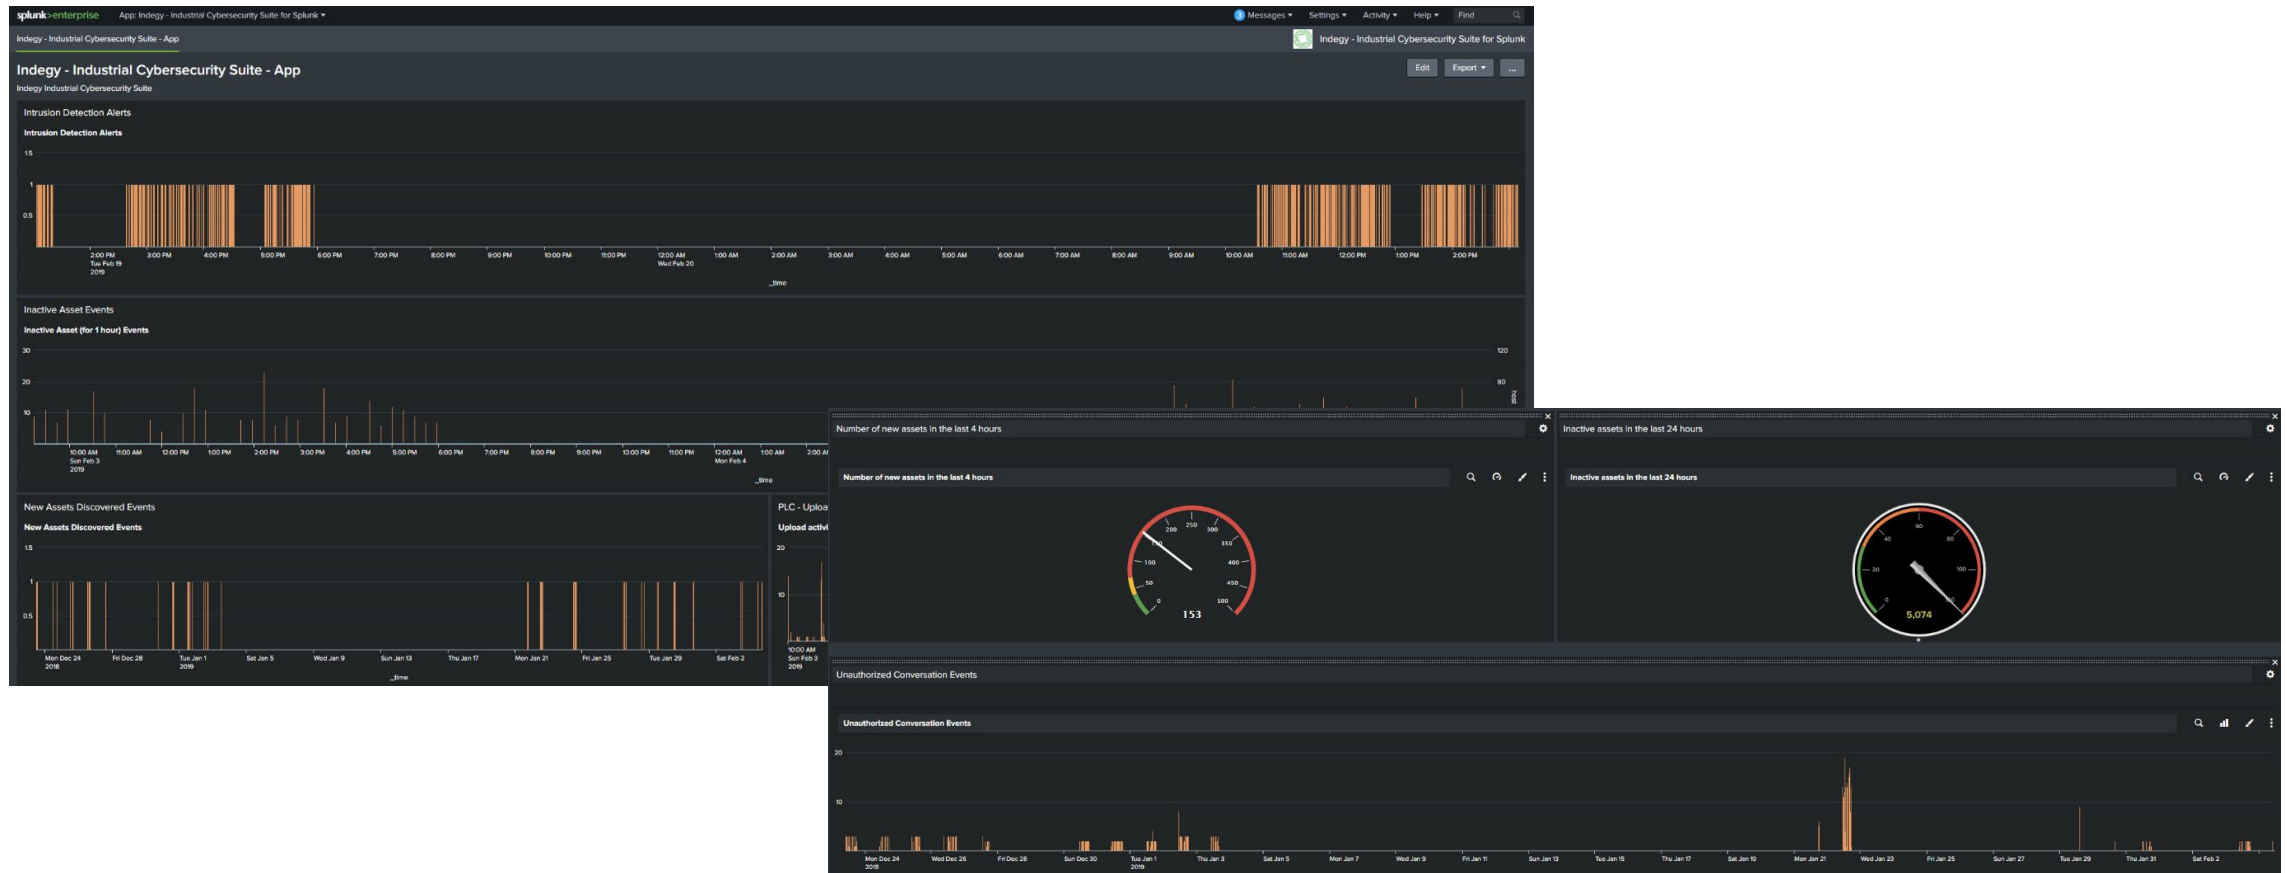 splunk>enterprise App: Indegy - Industrial Cybersecurity Suite for Splunk ▾ 3 Messages ▾ Settings ▾ Activity ▾ Help ▾ Find
Indegy - Industrial Cybersecurity Suite - App Indegy - Industrial Cybersecurity Suite for Splunk
Indegy - Industrial Cybersecurity Suite - App Edit Export ▾ ...
Indegy Industrial Cybersecurity Suite
Intrusion Detection Alerts
Intrusion Detection Alerts
1.5
1
0.5
2:00 PM 3:00 PM 4:00 PM 5:00 PM 6:00 PM 7:00 PM 8:00 PM 9:00 PM 10:00 PM 11:00 PM 12:00 AM 1:00 AM 2:00 AM 3:00 AM 4:00 AM 5:00 AM 6:00 AM 7:00 AM 8:00 AM 9:00 AM 10:00 AM 11:00 AM 12:00 PM 1:00 PM 2:00 PM
Tue Feb 19 Wed Feb 20
2019
_time
Inactive Asset Events
Inactive Asset (for 1 hour) Events
30 120
20 80
host
10
10:00 AM 11:00 AM 12:00 PM 1:00 PM 2:00 PM 3:00 PM 4:00 PM 5:00 PM 6:00 PM 7:00 PM 8:00 PM 9:00 PM 10:00 PM 11:00 PM 12:00 AM 1:00 AM 2:00 A
Sun Feb 3 Mon Feb 4
2019
_time
New Assets Discovered Events
New Assets Discovered Events
1.5
1
0.5
Mon Dec 24 Fri Dec 28 Tue Jan 1 Sat Jan 5 Wed Jan 9 Sun Jan 13 Thu Jan 17 Mon Jan 21 Fri Jan 25 Tue Jan 29 Sat Feb 2
2018 2019
_time
PLC - Uploa
Upload activi
20
10
10:00 AM
Sun Feb 3
2019
Number of new assets in the last 4 hours
Number of new assets in the last 4 hours
0 50 100 200 250 300 350 400 450 500
153
Inactive assets in the last 24 hours
Inactive assets in the last 24 hours
0 20 40 60 80 100
5,074
Unauthorized Conversation Events
Unauthorized Conversation Events
20
10
Mon Dec 24 Wed Dec 26 Fri Dec 28 Sun Dec 30 Tue Jan 1 Thu Jan 3 Sat Jan 5 Mon Jan 7 Wed Jan 9 Fri Jan 11 Sun Jan 13 Tue Jan 15 Thu Jan 17 Sat Jan 19 Mon Jan 21 Wed Jan 23 Fri Jan 25 Sun Jan 27 Tue Jan 29 Thu Jan 31 Sat Feb 2
2018 2019